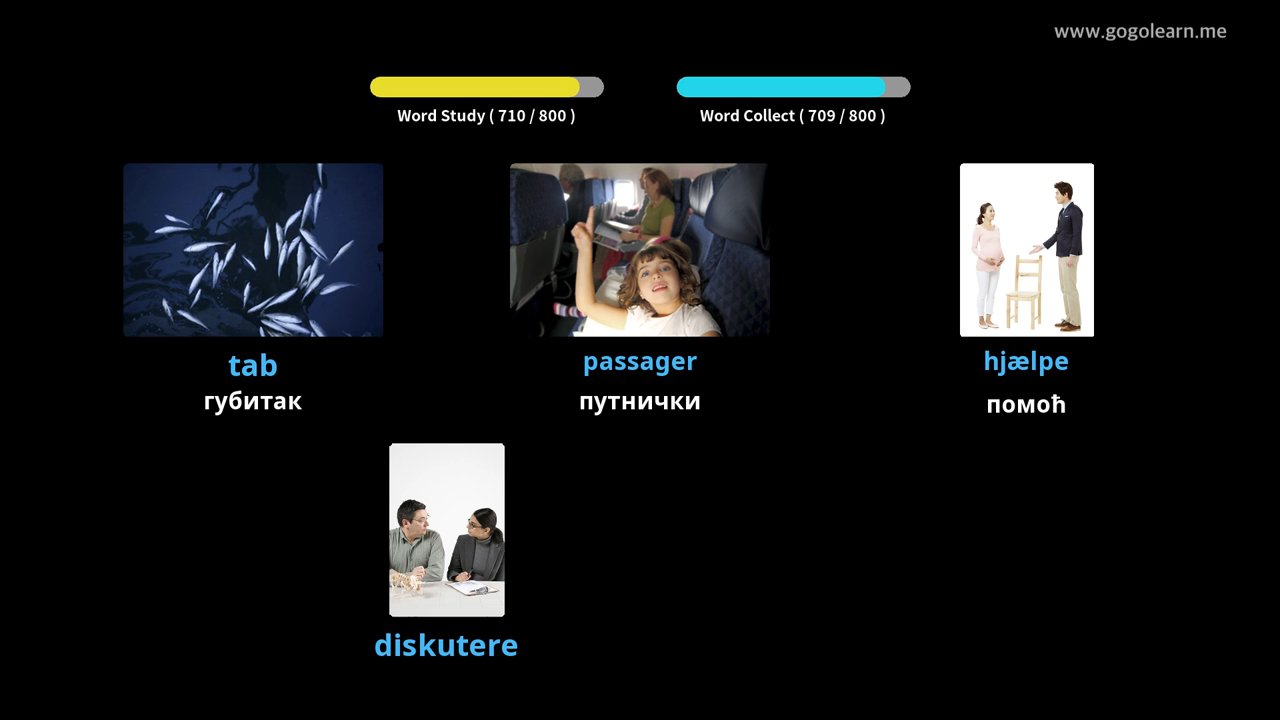 www.gogolearn.me
Word Study ( 710 / 800 )
Word Collect ( 709 / 800 )
tab
губитак
passager
путнички
hjælpe
помоћ
diskutere